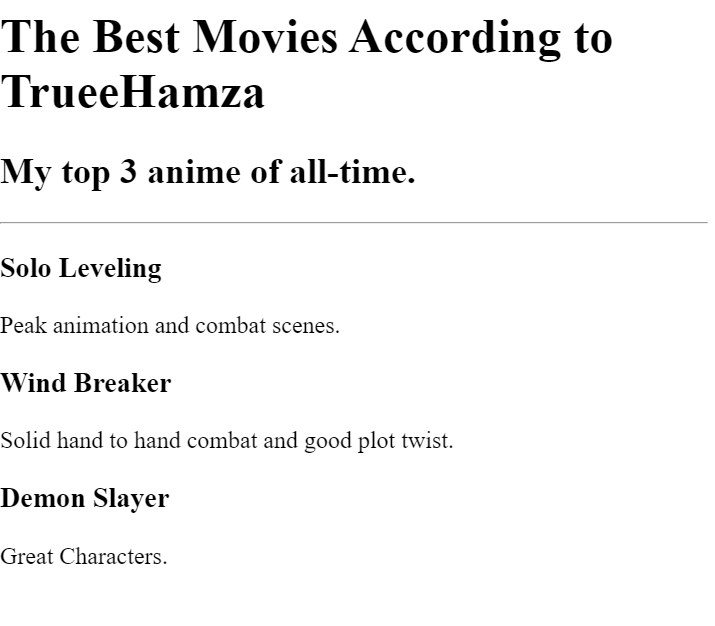 The Best Movies According to
TrueeHamza
My top 3 anime of all-time.
Solo Leveling
Peak animation and combat scenes.
Wind Breaker
Solid hand to hand combat and good plot twist.
Demon Slayer
Great Characters.